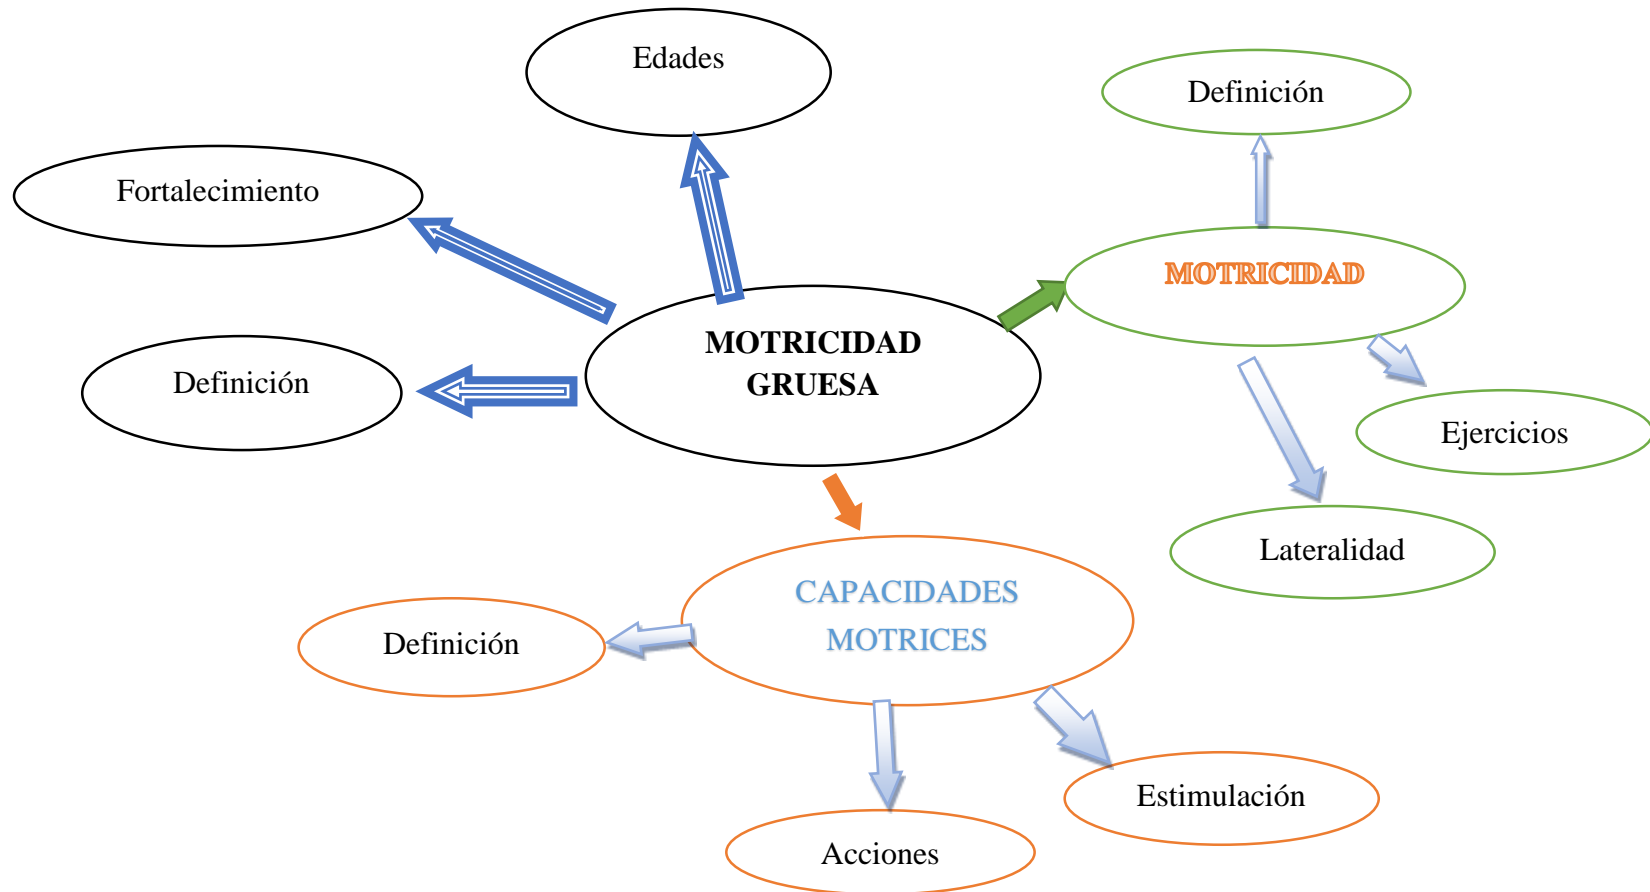 Edades
Definición
Fortalecimiento
MOTRICIDAD
MOTRICIDAD
GRUESA
Definición
Ejercicios
Lateralidad
CAPACIDADES
MOTRICES
Definición
Estimulación
Acciones